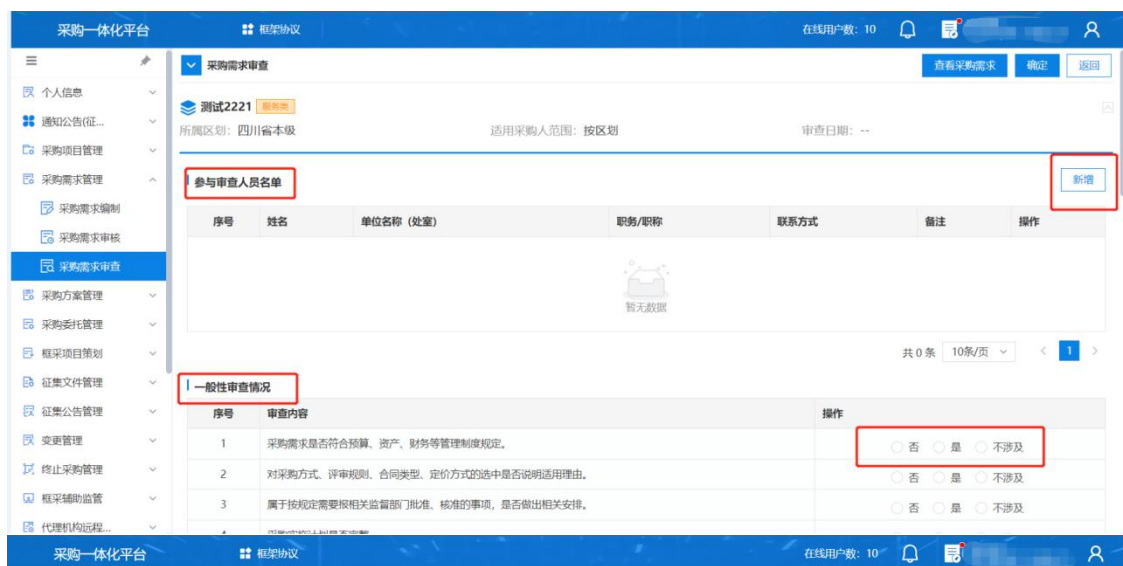 采购一体化平台 框架协议 在线用户数：10
采购需求审查 查看采购需求 确定 返回
个人信息
测试2221 服务类
通知公告(征...
所属区划：四川省本级 适用采购人范围：按区划 审查日期：--
采购项目管理
采购需求管理
参与审查人员名单 新增
采购需求编制
序号 姓名 单位名称（处室） 职务/职称 联系方式 备注 操作
采购需求审核
采购需求审查
采购方案管理
暂无数据
采购委托管理
框采项目策划
共 0 条 10条/页 < 1 >
征集文件管理
一般性审查情况
征集公告管理
序号 审查内容 操作
变更管理
1 采购需求是否符合预算、资产、财务等管理制度规定。 否 是 不涉及
终止采购管理
2 对采购方式、评审规则、合同类型、定价方式的选中是否说明适用理由。 否 是 不涉及
框采辅助监管
3 属于按规定需要报相关监督部门批准、核准的事项，是否做出相关安排。 否 是 不涉及
代理机构远程...
采购一体化平台 框架协议 在线用户数：10